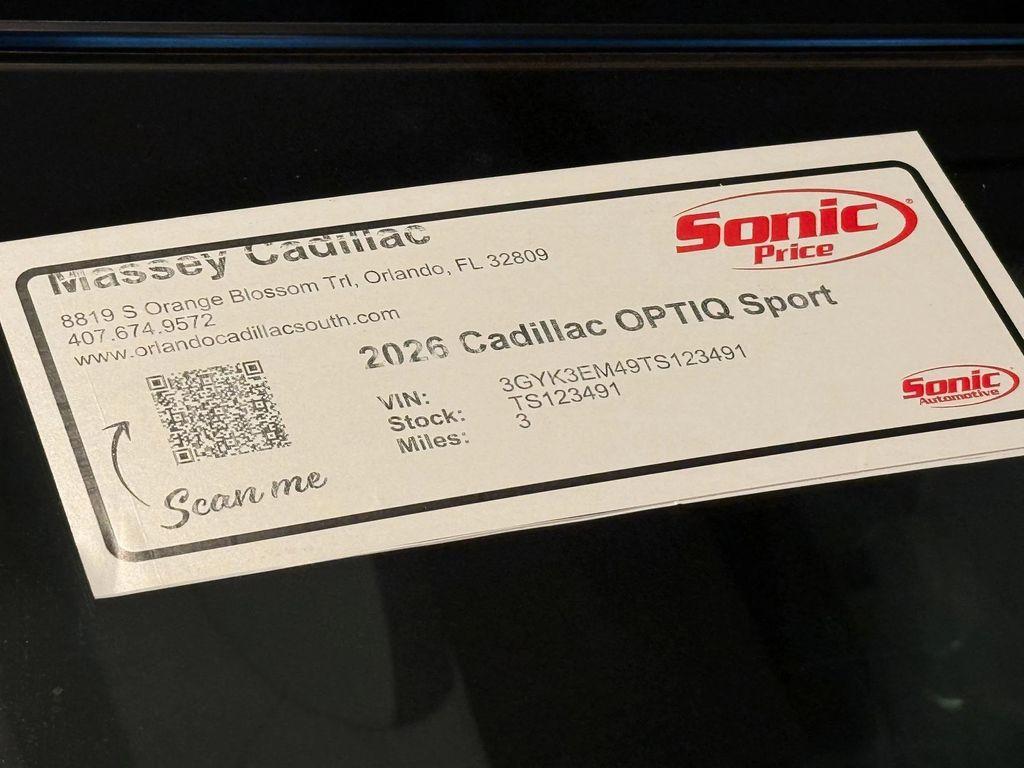 Massey Cadillac
8819 S Orange Blossom Trl, Orlando, FL 32809
407.674.9572
www.orlandocadillacsouth.com
Sonic®
Price
2026 Cadillac OPTIQ Sport
VIN: 3GYK3EM49TS123491
Stock: TS123491
Miles: 3
Scan me
Sonic
Automotive